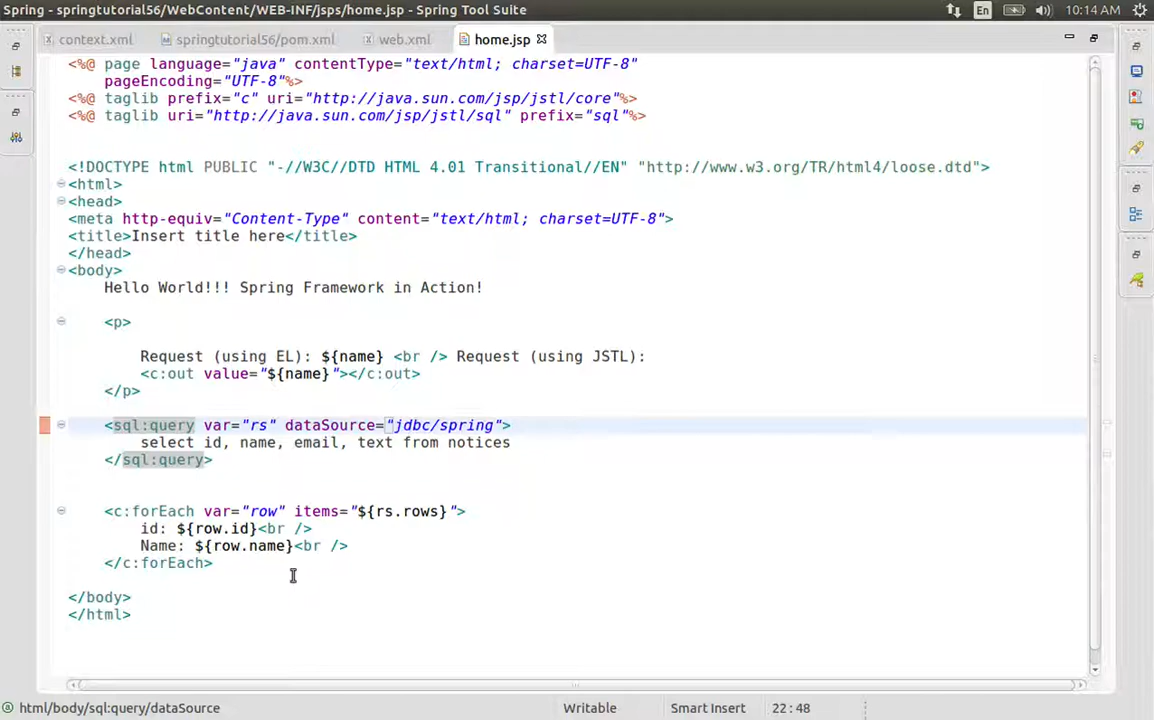 Spring - springtutorial56/WebContent/WEB-INF/jsps/home.jsp - Spring Tool Suite
En
10:14 AM
context.xml
springtutorial56/pom.xml
web.xml
home.jsp
<%@ page language="java" contentType="text/html; charset=UTF-8"
pageEncoding="UTF-8"%>
<%@ taglib prefix="c" uri="http://java.sun.com/jsp/jstl/core"%>
<%@ taglib uri="http://java.sun.com/jsp/jstl/sql" prefix="sql"%>
<!DOCTYPE html PUBLIC "-//W3C//DTD HTML 4.01 Transitional//EN" "http://www.w3.org/TR/html4/loose.dtd">
<html>
<head>
<meta http-equiv="Content-Type" content="text/html; charset=UTF-8">
<title>Insert title here</title>
</head>
<body>
Hello World!!! Spring Framework in Action!
<p>
Request (using EL): ${name} <br /> Request (using JSTL):
<c:out value="${name}"></c:out>
</p>
<sql:query var="rs" dataSource="jdbc/spring">
select id, name, email, text from notices
</sql:query>
<c:forEach var="row" items="${rs.rows}">
id: ${row.id}<br />
Name: ${row.name}<br />
</c:forEach>
</body>
</html>
html/body/sql:query/dataSource
Writable
Smart Insert
22:48